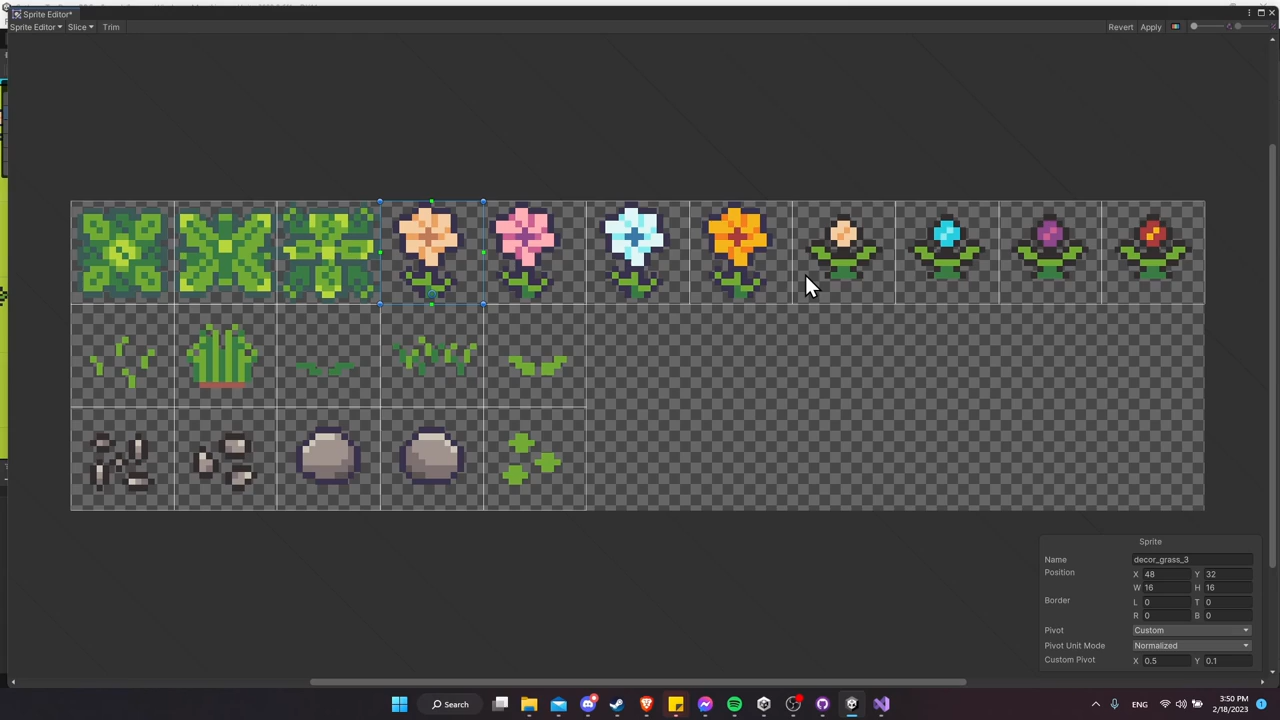 Sprite Editor*
Sprite Editor Slice Trim Revert Apply
Sprite
Name decor_grass_3
Position X 48 Y 32
W 16 H 16
Border L 0 T 0
R 0 B 0
Pivot Custom
Pivot Unit Mode Normalized
Custom Pivot X 0.5 Y 0.1
Search
ENG
3:50 PM
2/18/2023